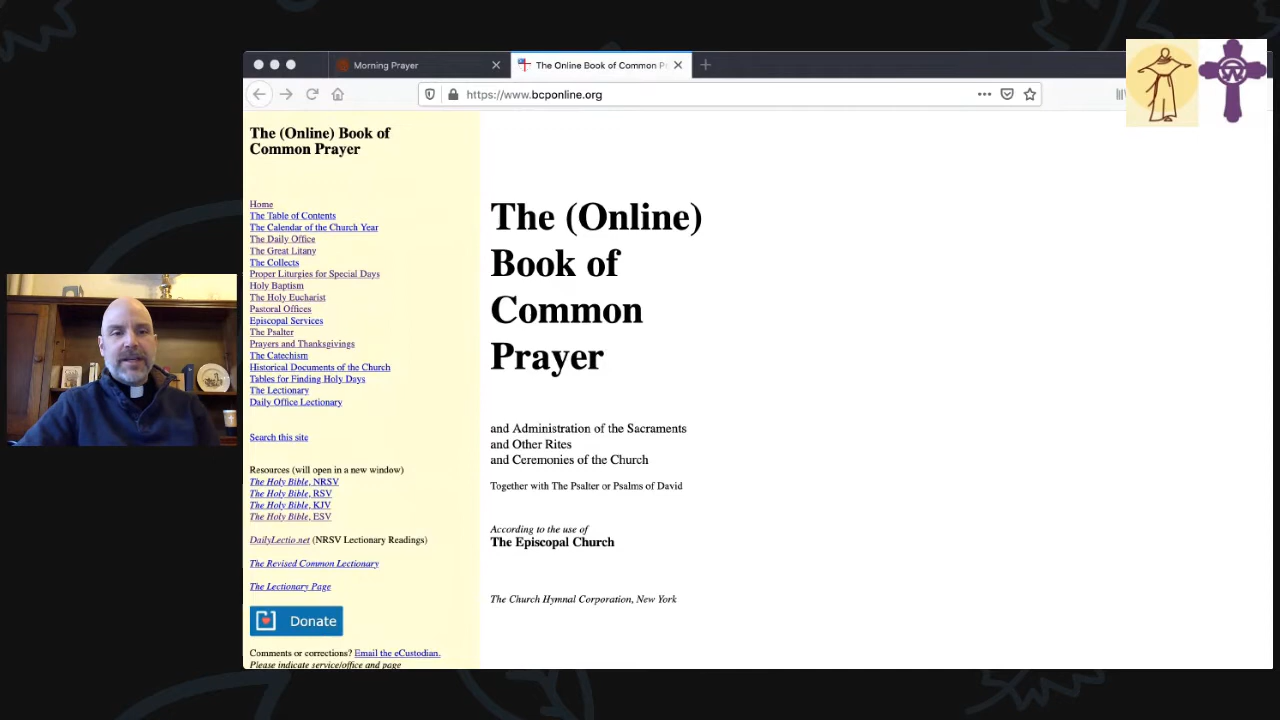 Morning Prayer
The Online Book of Common Pr
https://www.bcponline.org
The (Online) Book of
Common Prayer
Home
The Table of Contents
The Calendar of the Church Year
The Daily Office
The Great Litany
The Collects
Proper Liturgies for Special Days
Holy Baptism
The Holy Eucharist
Pastoral Offices
Episcopal Services
The Psalter
Prayers and Thanksgivings
The Catechism
Historical Documents of the Church
Tables for Finding Holy Days
The Lectionary
Daily Office Lectionary
Search this site
Resources (will open in a new window)
The Holy Bible, NRSV
The Holy Bible, RSV
The Holy Bible, KJV
The Holy Bible, ESV
DailyLectio.net (NRSV Lectionary Readings)
The Revised Common Lectionary
The Lectionary Page
Donate
Comments or corrections? Email the eCustodian.
Please indicate service/office and page
The (Online)
Book of
Common
Prayer
and Administration of the Sacraments
and Other Rites
and Ceremonies of the Church
Together with The Psalter or Psalms of David
According to the use of
The Episcopal Church
The Church Hymnal Corporation, New York